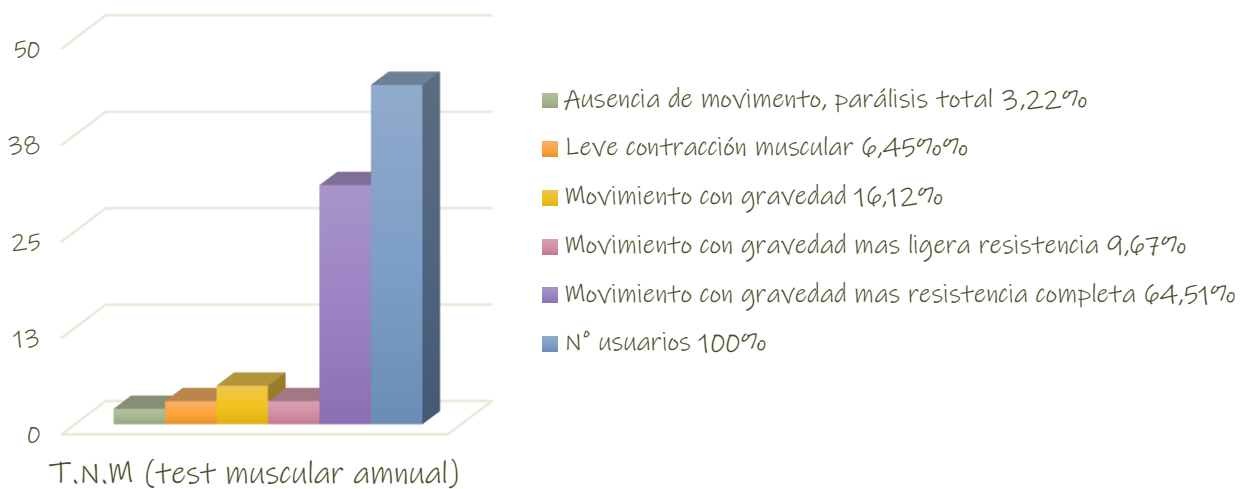 50
38
25
13
0
T.N.M (test muscular amnual)
Ausencia de movimento, parálisis total 3,22%
Leve contracción muscular 6,45%%
Movimiento con gravedad 16,12%
Movimiento con gravedad mas ligera resistencia 9,67%
Movimiento con gravedad mas resistencia completa 64,51%
N° usuarios 100%